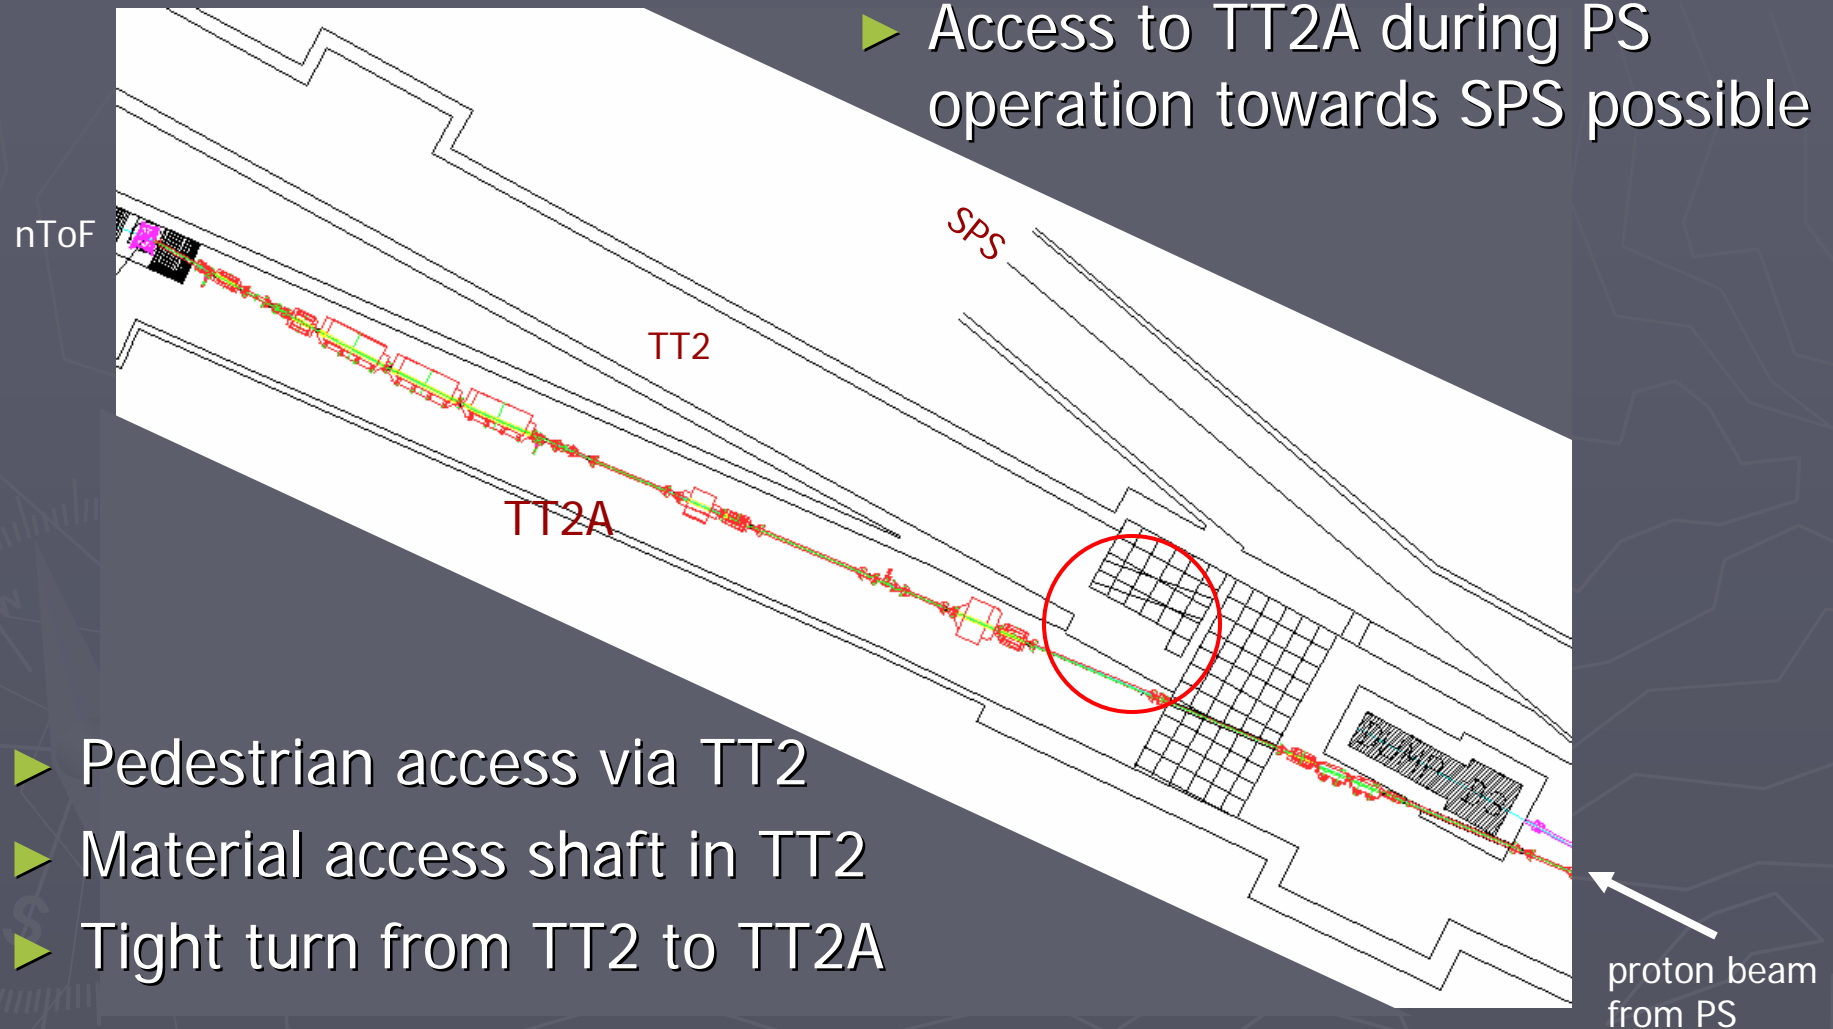 Access to TT2A during PS
operation towards SPS possible
SPS
nToF
TT2
TT2A
Pedestrian access via TT2
Material access shaft in TT2
Tight turn from TT2 to TT2A
proton beam
from PS